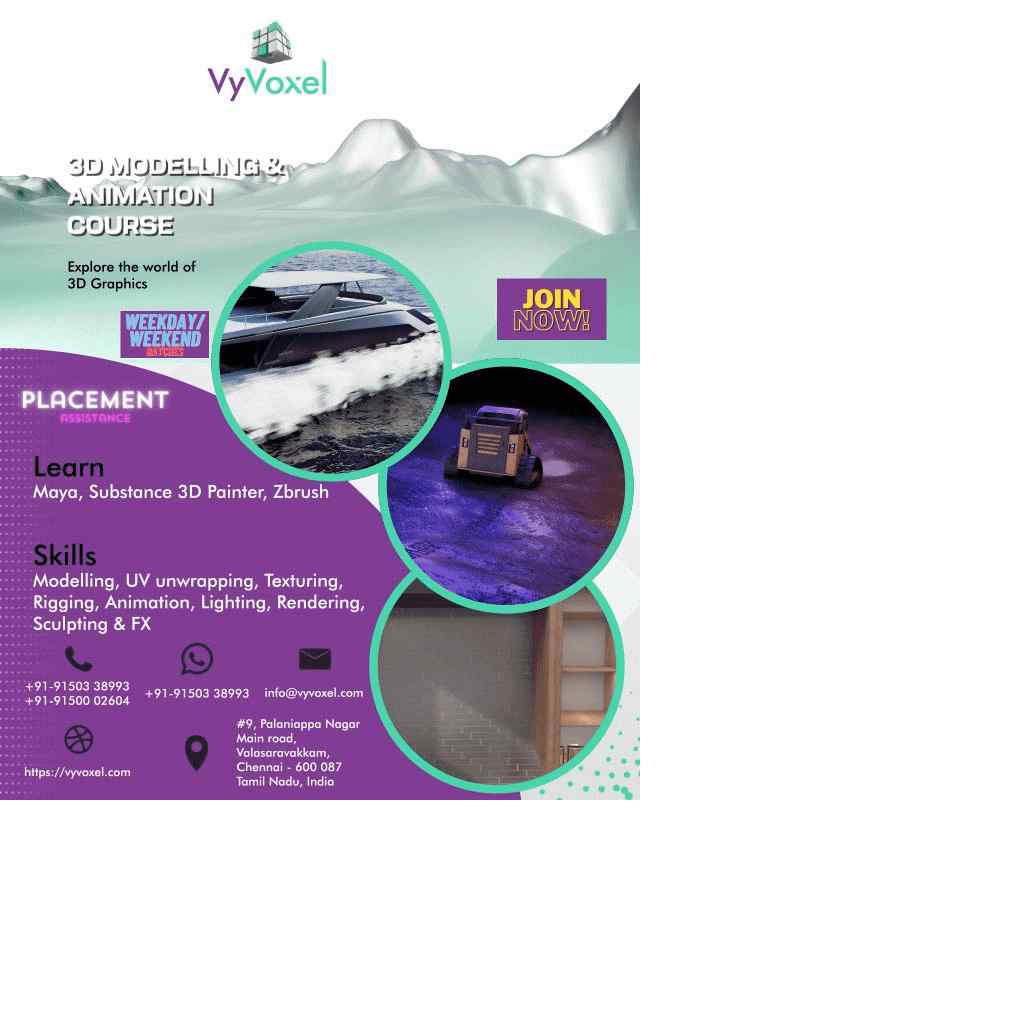 VyVoxel
3D MODELLING &
ANIMATION
COURSE
Explore the world of
3D Graphics
JOIN
NOW!
WEEKDAY/
WEEKEND
BATCHES
PLACEMENT
ASSISTANCE
Learn
Maya, Substance 3D Painter, Zbrush
Skills
Modelling, UV unwrapping, Texturing,
Rigging, Animation, Lighting, Rendering,
Sculpting & FX
+91-91503 38993
+91-91500 02604
+91-91503 38993
info@vyvoxel.com
https://vyvoxel.com
#9, Palaniappa Nagar
Main road,
Valasaravakkam,
Chennai - 600 087
Tamil Nadu, India